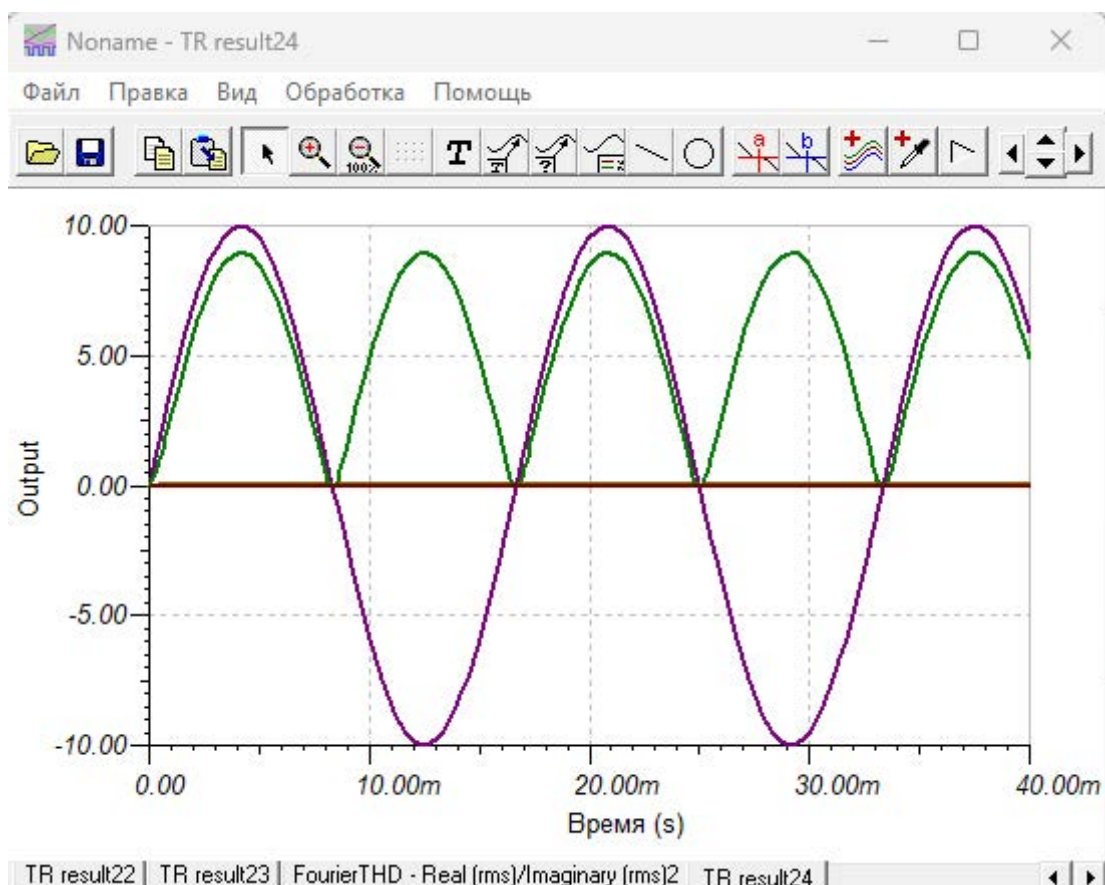 Noname - TR result24
Файл Правка Вид Обработка Помощь
100% T I ? a b
10.00
5.00
0.00
-5.00
-10.00
Output
0.00 10.00m 20.00m 30.00m 40.00m
Время (s)
TR result22 TR result23 FourierTHD - Real (rms)/Imaginary (rms)2 TR result24